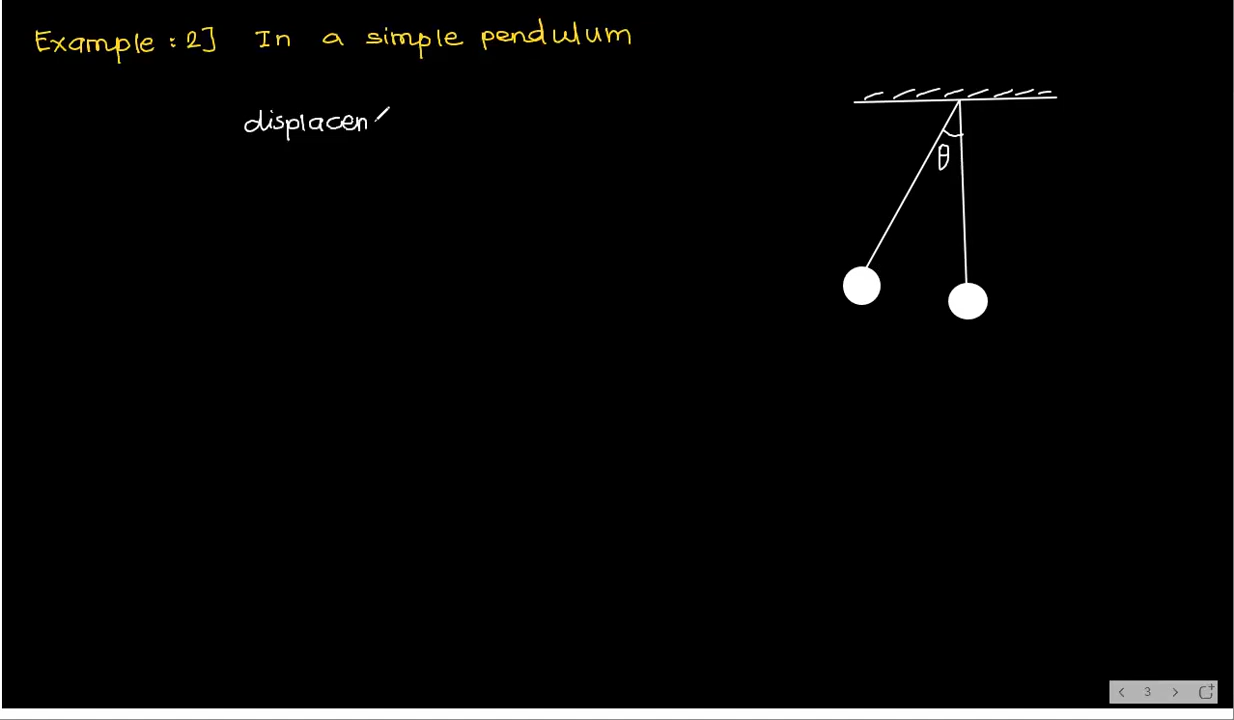 Example : 2] In a simple pendulum
displacen
θ
3